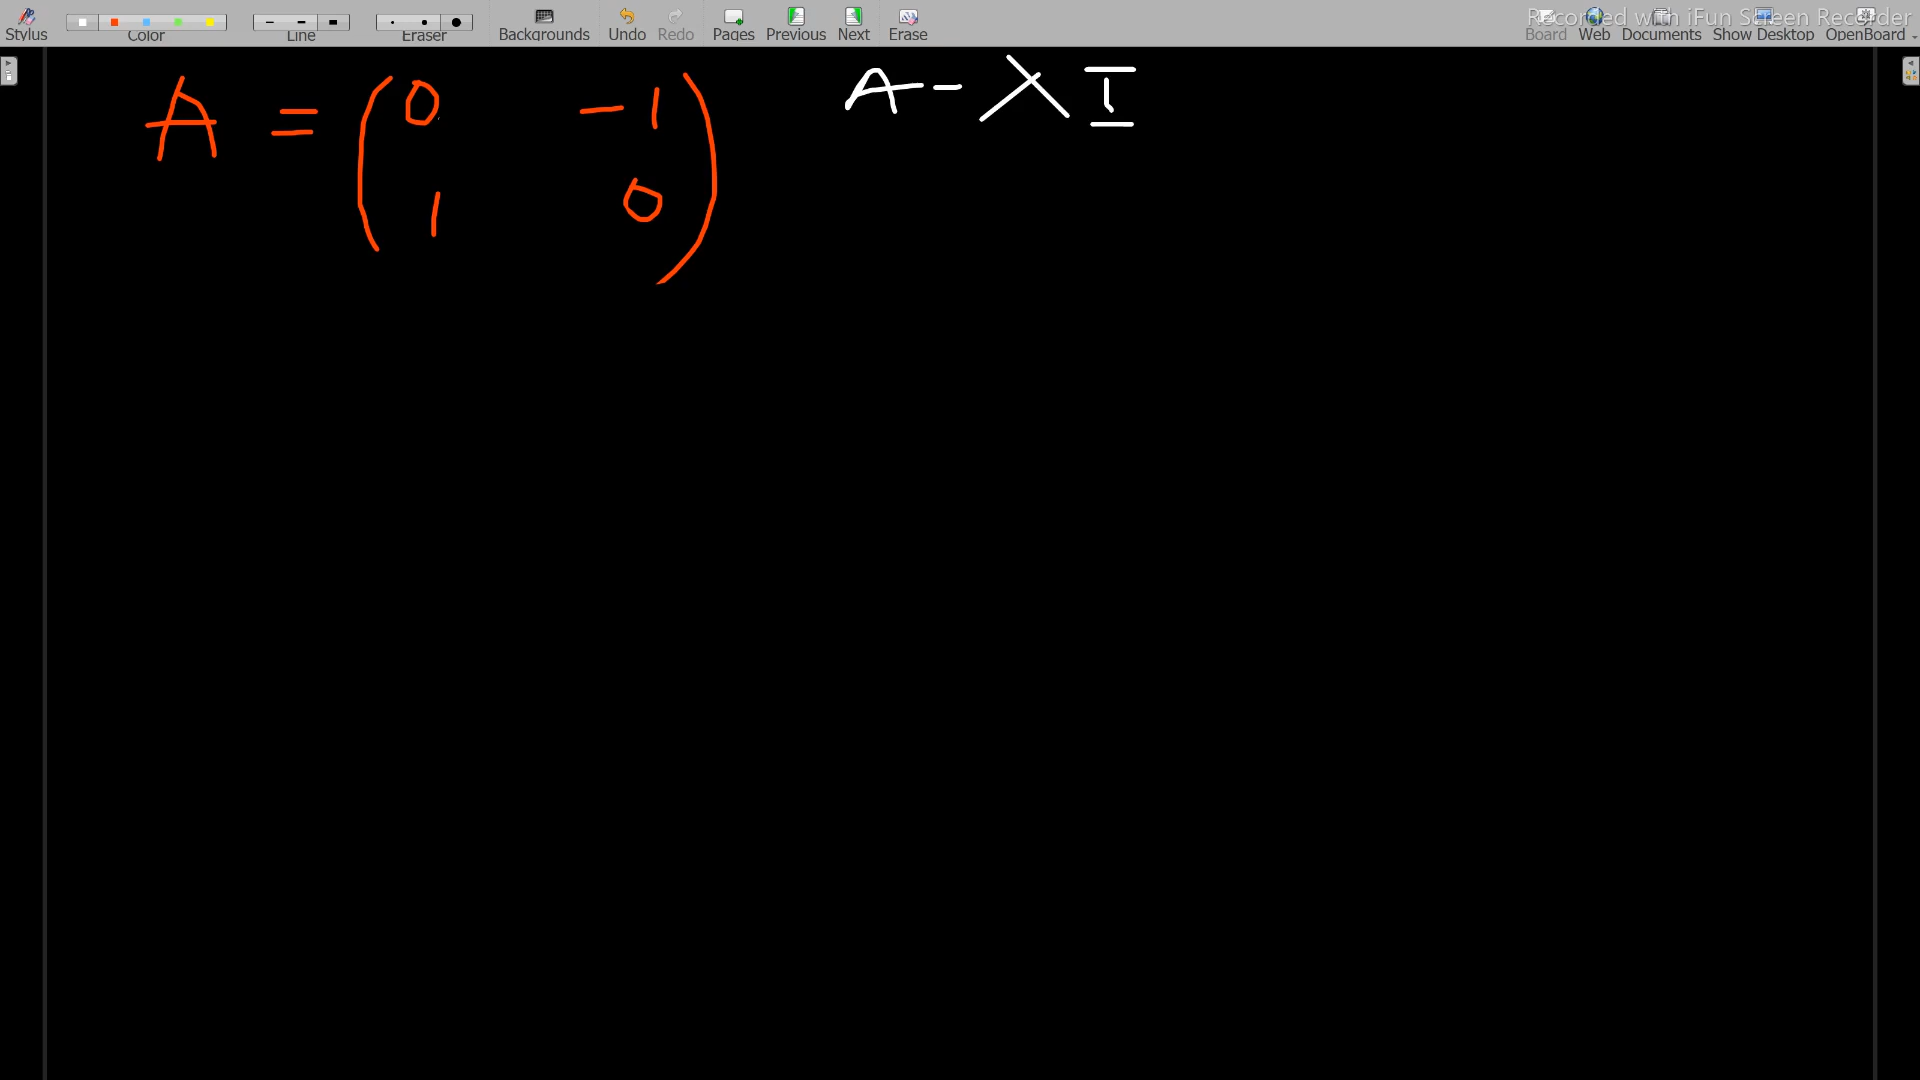 Recorded with iFun Screen Recorder
Stylus Color Line Eraser Backgrounds Undo Redo Pages Previous Next Erase Board Web Documents Show Desktop OpenBoard
A = ( 0 -1
1 0 )
A - λ I